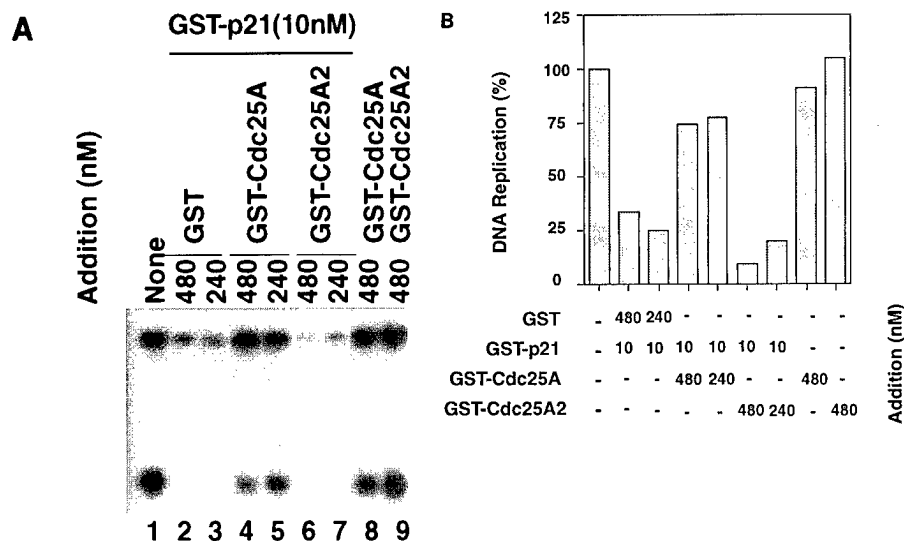 A
GST-p21(10nM)
Addition (nM)
None
GST
GST-Cdc25A
GST-Cdc25A2
GST-Cdc25A
GST-Cdc25A2
480 240 480 240 480 240 480 480
1 2 3 4 5 6 7 8 9
B
DNA Replication (%)
125
100
75
50
25
0
GST - 480 240 - - - - - -
GST-p21 - 10 10 10 10 10 10 - -
GST-Cdc25A - - - 480 240 - - 480 -
GST-Cdc25A2 - - - - - 480 240 - 480
Addition (nM)